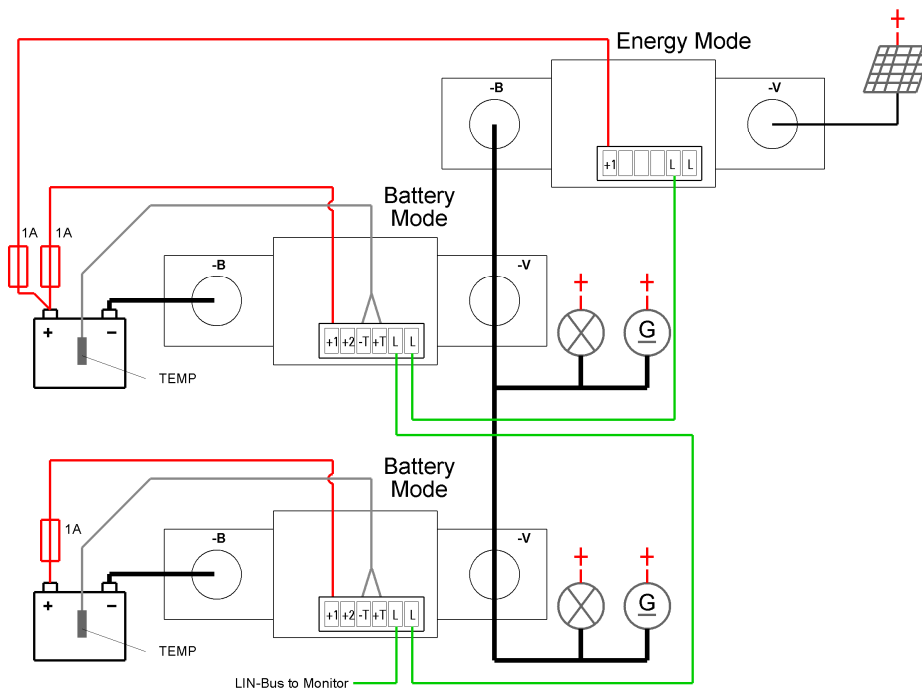 +
Energy Mode
-B
-V
+1 L L
Battery
Mode
1A
1A
-B
-V
+
+
G
+1 +2 -T +T L L
+ −
TEMP
Battery
Mode
1A
-B
-V
+
+
G
+1 +2 -T +T L L
+ −
TEMP
LIN-Bus to Monitor